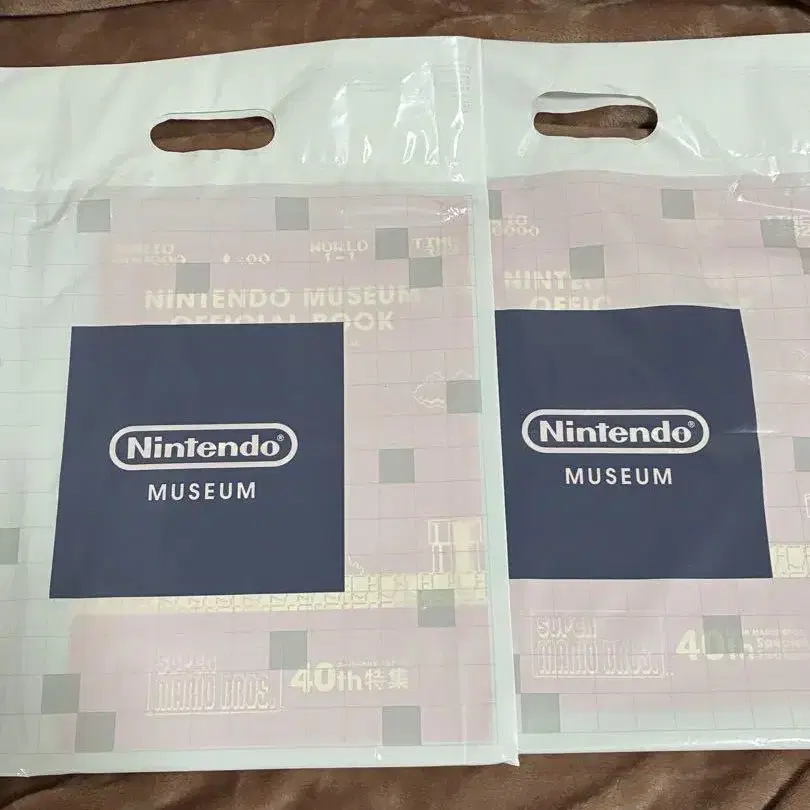 WORLD
1-1
TIME
NINTENDO MUSEUM
OFFICIAL BOOK
Nintendo®
MUSEUM
SUPER
MARIO BROS.
40th特集
Nintendo®
MUSEUM
SUPER
MARIO BROS.
40th